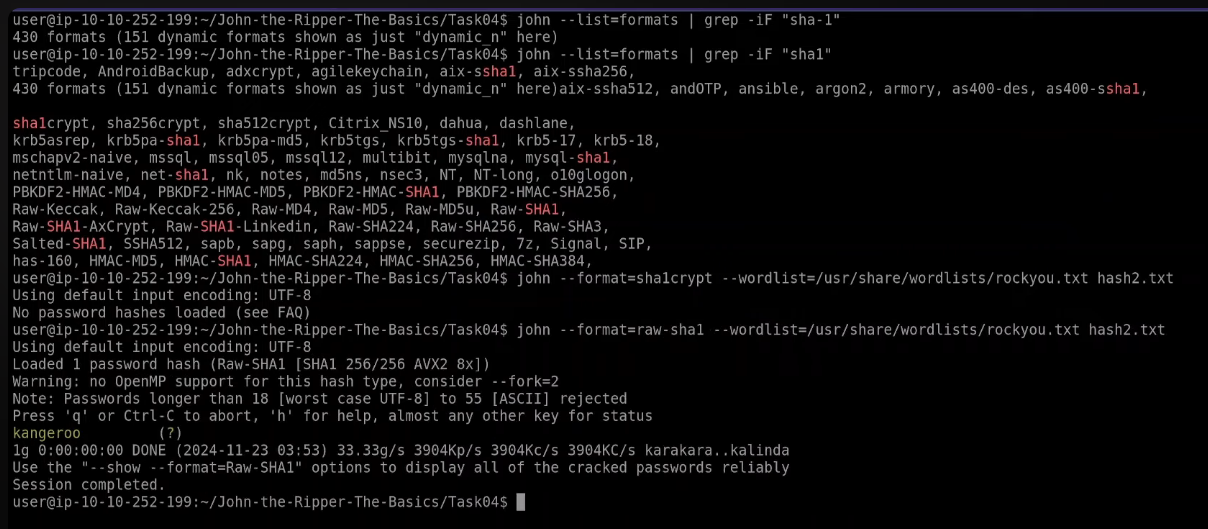 user@ip-10-10-252-199:~/John-the-Ripper-The-Basics/Task04$ john --list=formats | grep -iF "sha-1"
430 formats (151 dynamic formats shown as just "dynamic_n" here)
user@ip-10-10-252-199:~/John-the-Ripper-The-Basics/Task04$ john --list=formats | grep -iF "sha1"
tripcode, AndroidBackup, adxcrypt, agilekeychain, aix-ssha1, aix-ssha256,
430 formats (151 dynamic formats shown as just "dynamic_n" here)aix-ssha512, andOTP, ansible, argon2, armory, as400-des, as400-ssha1,
sha1crypt, sha256crypt, sha512crypt, Citrix_NS10, dahua, dashlane,
krb5asrep, krb5pa-sha1, krb5pa-md5, krb5tgs, krb5tgs-sha1, krb5-17, krb5-18,
mschapv2-naive, mssql, mssql05, mssql12, multibit, mysqlna, mysql-sha1,
netntlm-naive, net-sha1, nk, notes, md5ns, nsec3, NT, NT-long, o10glogon,
PBKDF2-HMAC-MD4, PBKDF2-HMAC-MD5, PBKDF2-HMAC-SHA1, PBKDF2-HMAC-SHA256,
Raw-Keccak, Raw-Keccak-256, Raw-MD4, Raw-MD5, Raw-MD5u, Raw-SHA1,
Raw-SHA1-AxCrypt, Raw-SHA1-Linkedin, Raw-SHA224, Raw-SHA256, Raw-SHA3,
Salted-SHA1, SSHA512, sapb, sapg, saph, sappse, securezip, 7z, Signal, SIP,
has-160, HMAC-MD5, HMAC-SHA1, HMAC-SHA224, HMAC-SHA256, HMAC-SHA384,
user@ip-10-10-252-199:~/John-the-Ripper-The-Basics/Task04$ john --format=sha1crypt --wordlist=/usr/share/wordlists/rockyou.txt hash2.txt
Using default input encoding: UTF-8
No password hashes loaded (see FAQ)
user@ip-10-10-252-199:~/John-the-Ripper-The-Basics/Task04$ john --format=raw-sha1 --wordlist=/usr/share/wordlists/rockyou.txt hash2.txt
Using default input encoding: UTF-8
Loaded 1 password hash (Raw-SHA1 [SHA1 256/256 AVX2 8x])
Warning: no OpenMP support for this hash type, consider --fork=2
Note: Passwords longer than 18 [worst case UTF-8] to 55 [ASCII] rejected
Press 'q' or Ctrl-C to abort, 'h' for help, almost any other key for status
kangeroo         (?)
1g 0:00:00:00 DONE (2024-11-23 03:53) 33.33g/s 3904Kp/s 3904Kc/s 3904KC/s karakara..kalinda
Use the "--show --format=Raw-SHA1" options to display all of the cracked passwords reliably
Session completed.
user@ip-10-10-252-199:~/John-the-Ripper-The-Basics/Task04$